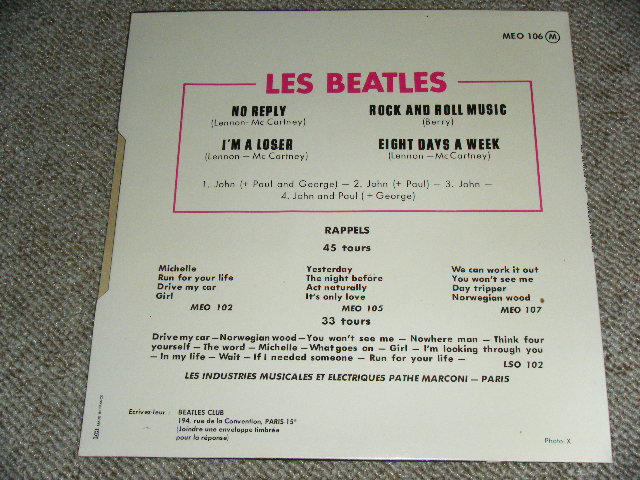 MEO 106 M
LES BEATLES
NO REPLY
(Lennon – Mc Cartney)
ROCK AND ROLL MUSIC
(Berry)
I'M A LOSER
(Lennon – Mc Cartney)
EIGHT DAYS A WEEK
(Lennon – Mc Cartney)
1. John (+ Paul and George) – 2. John (+ Paul) – 3. John –
4. John and Paul (+ George)
RAPPELS
45 tours
Michelle
Run for your life
Drive my car
Girl
MEO 102
Yesterday
The night before
Act naturally
It's only love
MEO 105
We can work it out
You won't see me
Day tripper
Norwegian wood
MEO 107
33 tours
Drive my car – Norwegian wood – You won't see me – Nowhere man – Think four
yourself – The word – Michelle – What goes on – Girl – I'm looking through you
– In my life – Wait – If I needed someone – Run for your life –
LSO 102
LES INDUSTRIES MUSICALES ET ELECTRIQUES PATHE MARCONI – PARIS
Ecrivez-leur : BEATLES CLUB
194, rue de la Convention, PARIS-15e
(Joindre une enveloppe timbrée
pour la réponse)
Photo X
MADE IN FRANCE